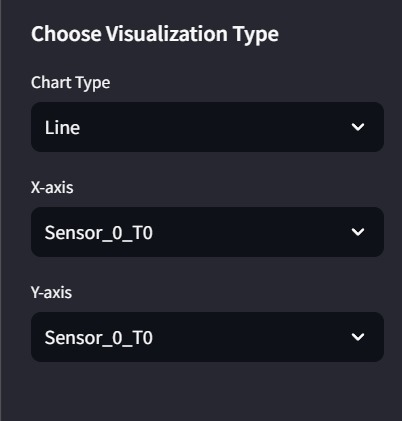 Choose Visualization Type
Chart Type
Line
X-axis
Sensor_0_T0
Y-axis
Sensor_0_T0